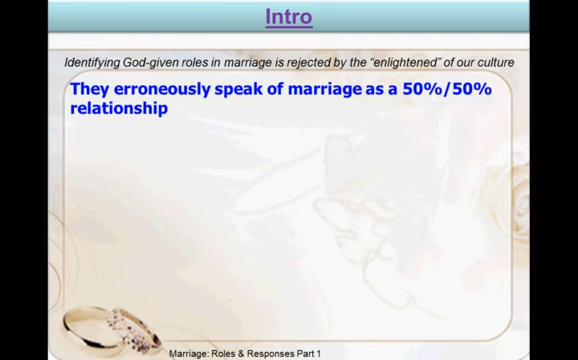 Intro
Identifying God-given roles in marriage is rejected by the “enlightened” of our culture
They erroneously speak of marriage as a 50%/50%
relationship
Marriage: Roles & Responses Part 1